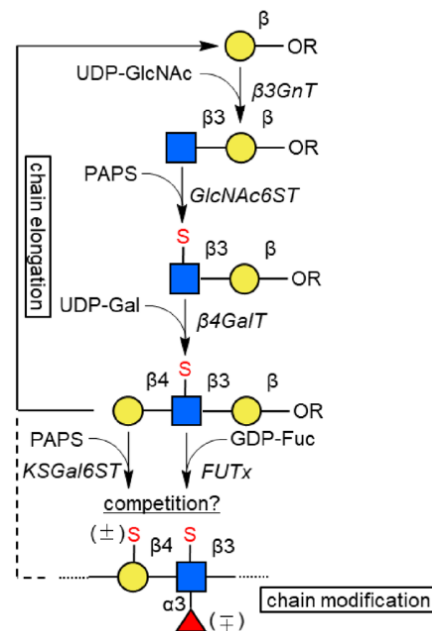 β
OR
UDP-GlcNAc
β3GnT
β3 β
OR
PAPS
GlcNAc6ST
S
β3 β
OR
chain elongation
UDP-Gal
β4GalT
S
β4 β3 β
OR
PAPS GDP-Fuc
KSGal6ST FUTx
competition?
(±) S S
β4 β3
α3
(∓)
chain modification